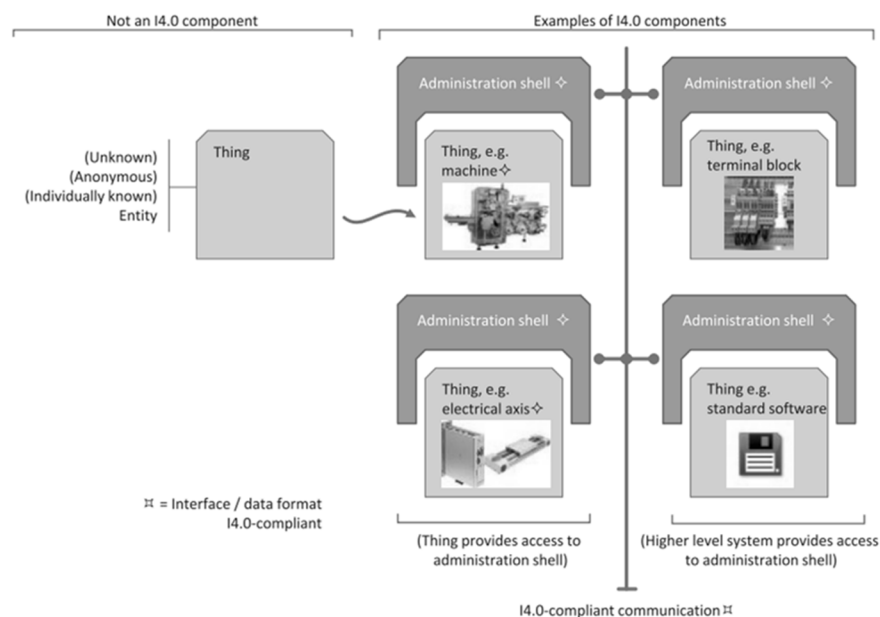 Not an I4.0 component
Examples of I4.0 components
Administration shell ✧
Administration shell ✧
(Unknown)
(Anonymous)
(Individually known)
Entity
Thing
Thing, e.g.
machine✧
Thing, e.g.
terminal block
Administration shell ✧
Administration shell ✧
Thing, e.g.
electrical axis✧
Thing e.g.
standard software
¤ = Interface / data format
I4.0-compliant
(Thing provides access to
administration shell)
(Higher level system provides access
to administration shell)
I4.0-compliant communication¤